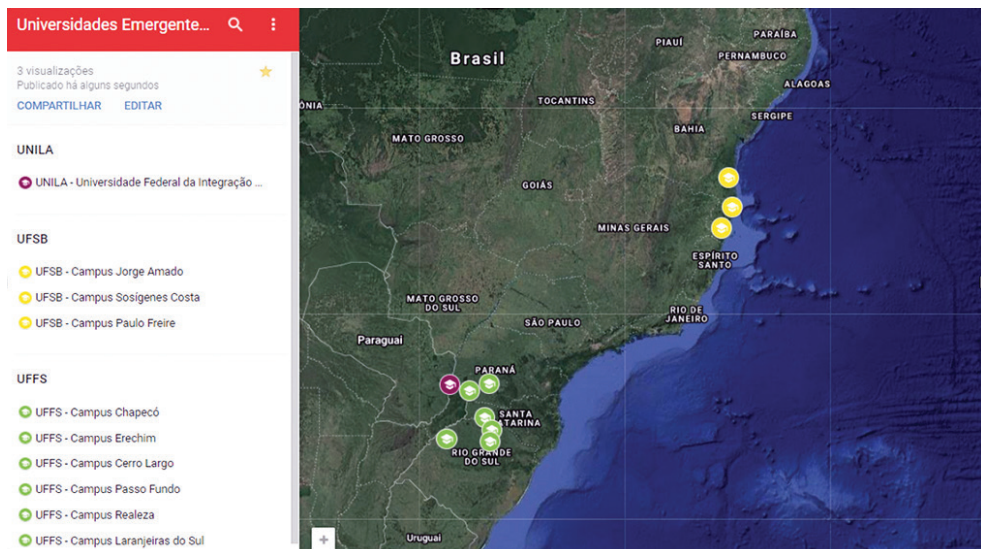 Universidades Emergente...
3 visualizações
Publicado há alguns segundos
COMPARTILHAR EDITAR
UNILA
UNILA - Universidade Federal da Integração ...
UFSB
UFSB - Campus Jorge Amado
UFSB - Campus Sosígenes Costa
UFSB - Campus Paulo Freire
UFFS
UFFS - Campus Chapecó
UFFS - Campus Erechim
UFFS - Campus Cerro Largo
UFFS - Campus Passo Fundo
UFFS - Campus Realeza
UFFS - Campus Laranjeiras do Sul
Brasil
PIAUÍ
PARAÍBA
PERNAMBUCO
ALAGOAS
ÔNIA
TOCANTINS
SERGIPE
MATO GROSSO
BAHIA
GOIÁS
MINAS GERAIS
ESPÍRITO
SANTO
MATO GROSSO
DO SUL
RIO DE
JANEIRO
SÃO PAULO
Paraguai
PARANÁ
SANTA
ATARINA
RIO GRANDE
DO SUL
+
Uruguai